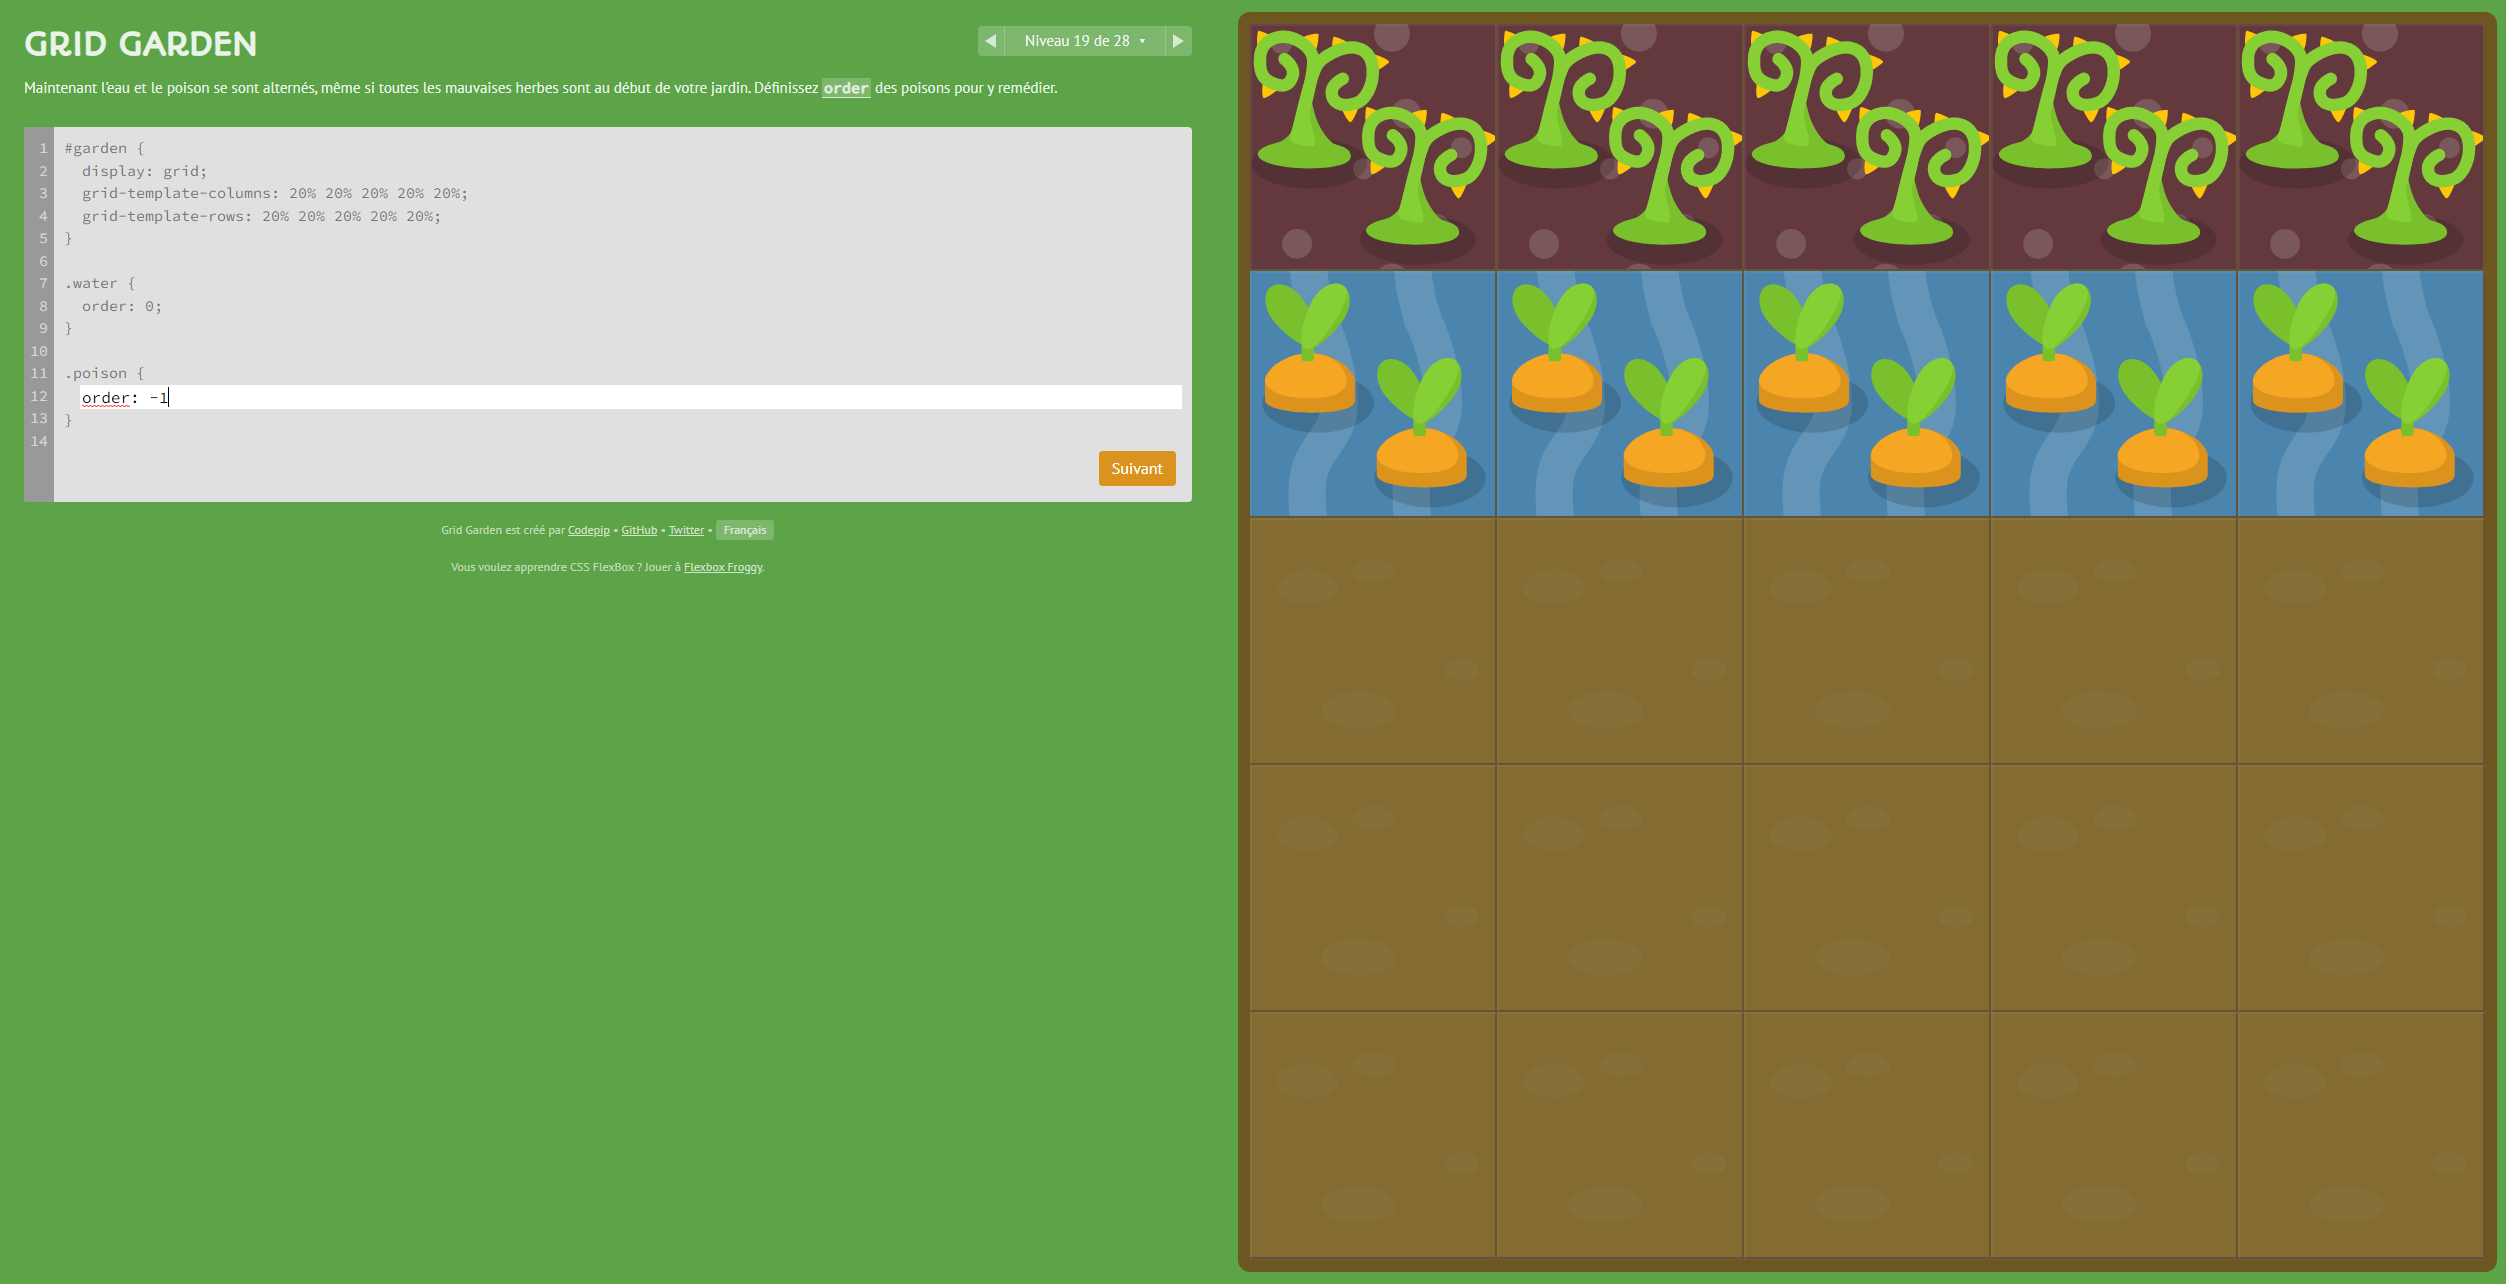 GRID GARDEN
Niveau 19 de 28
Maintenant l'eau et le poison se sont alternés, même si toutes les mauvaises herbes sont au début de votre jardin. Définissez order des poisons pour y remédier.
1 #garden {
2 display: grid;
3 grid-template-columns: 20% 20% 20% 20% 20%;
4 grid-template-rows: 20% 20% 20% 20% 20%;
5 }
6
7 .water {
8 order: 0;
9 }
10
11 .poison {
12 order: -1
13 }
14
Suivant
Grid Garden est créé par Codepip • GitHub • Twitter • Français
Vous voulez apprendre CSS FlexBox ? Jouer à Flexbox Froggy.